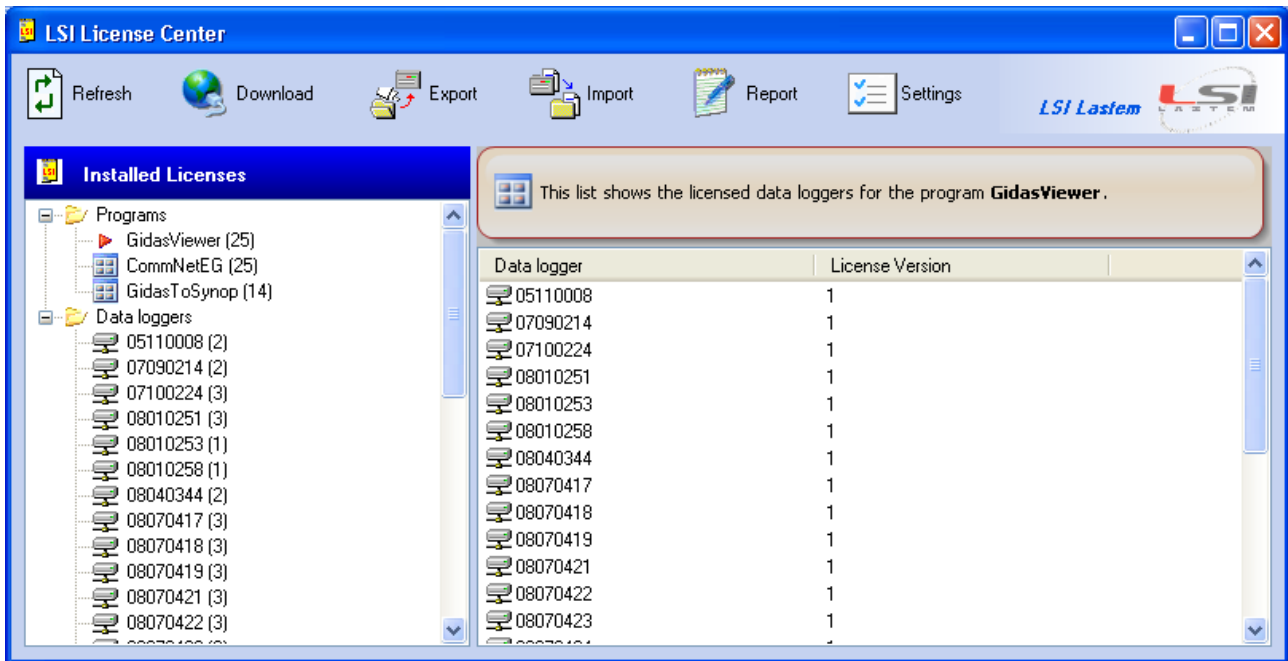 LSI License Center
Refresh Download Export Import Report Settings LSI Lastem LSI LASTEM
Installed Licenses
Programs
GidasViewer (25)
CommNetEG (25)
GidasToSynop (14)
Data loggers
05110008 (2)
07090214 (2)
07100224 (3)
08010251 (3)
08010253 (1)
08010258 (1)
08040344 (2)
08070417 (3)
08070418 (3)
08070419 (3)
08070421 (3)
08070422 (3)
This list shows the licensed data loggers for the program GidasViewer.
Data logger License Version
05110008 1
07090214 1
07100224 1
08010251 1
08010253 1
08010258 1
08040344 1
08070417 1
08070418 1
08070419 1
08070421 1
08070422 1
08070423 1